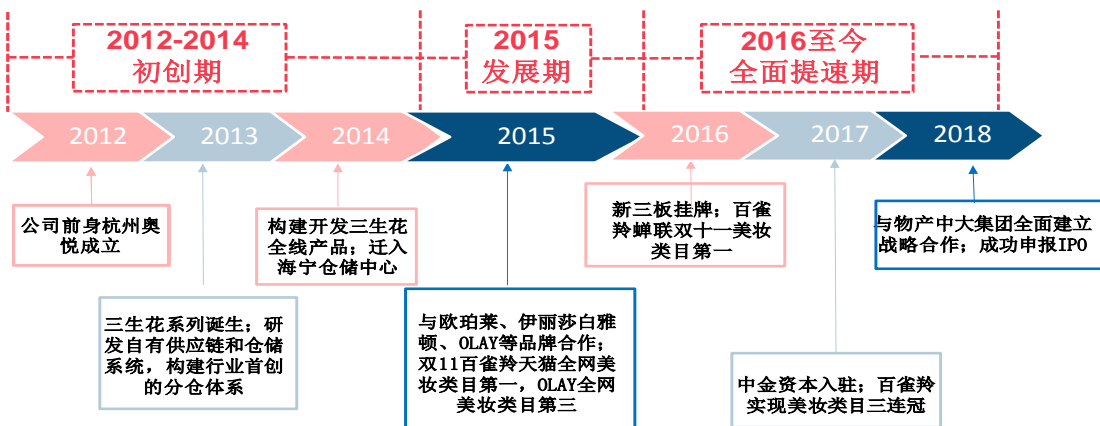 2012-2014
初创期
2015
发展期
2016至今
全面提速期
2012
2013
2014
2015
2016
2017
2018
公司前身杭州奥
悦成立
构建开发三生花
全线产品；迁入
海宁仓储中心
新三板挂牌；百雀
羚蝉联双十一美妆
类目第一
与物产中大集团全面建立
战略合作；成功申报IPO
三生花系列诞生；研
发自有供应链和仓储
系统，构建行业首创
的分仓体系
与欧珀莱、伊丽莎白雅
顿、OLAY等品牌合作；
双11百雀羚天猫全网美
妆类目第一，OLAY全网
美妆类目第三
中金资本入驻；百雀羚
实现美妆类目三连冠